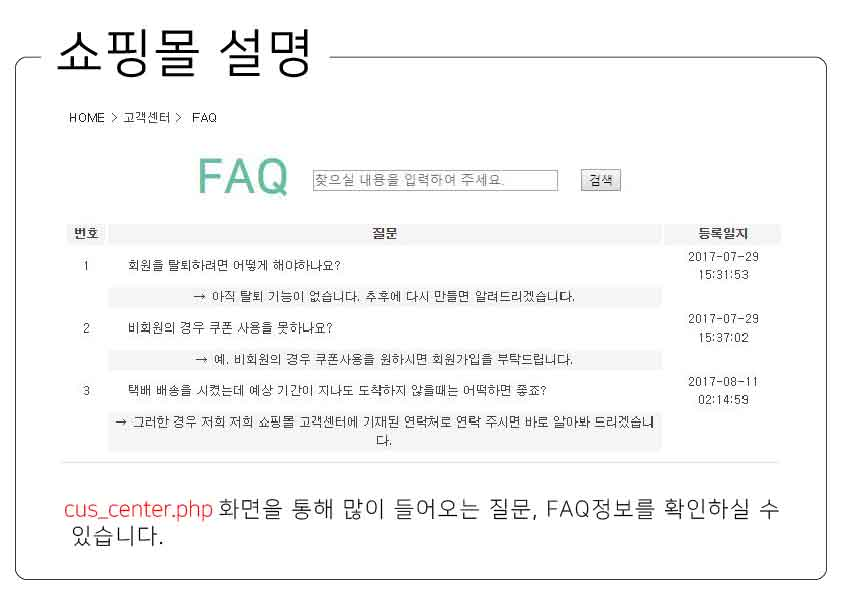 쇼핑몰 설명
HOME > 고객센터 > FAQ
FAQ 찾으실 내용을 입력하여 주세요. 검색
번호 질문 등록일지
1 회원을 탈퇴하려면 어떻게 해야하나요? 2017-07-29
15:31:53
→ 아직 탈퇴 기능이 없습니다. 추후에 다시 만들면 알려드리겠습니다.
2 비회원의 경우 쿠폰 사용을 못하나요? 2017-07-29
15:37:02
→ 예. 비회원의 경우 쿠폰사용을 원하시면 회원가입을 부탁드립니다.
3 택배 배송을 시켰는데 예상 기간이 지나도 도착하지 않을때는 어떡하면 좋죠? 2017-08-11
02:14:59
→ 그러한 경우 저희 저희 쇼핑몰 고객센터에 기재된 연락처로 연락 주시면 바로 알아봐 드리겠습니
다.
cus_center.php 화면을 통해 많이 들어오는 질문, FAQ정보를 확인하실 수
있습니다.